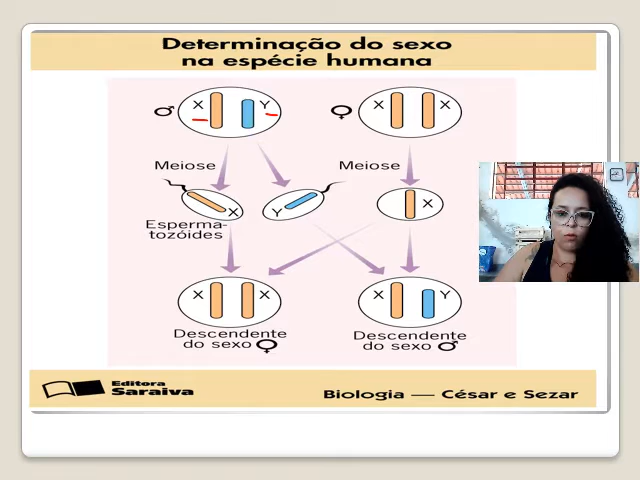 Determinação do sexo
na espécie humana
♂ X Y ♀ X X
Meiose Meiose
X Y X
Esperma-
tozóides
X X X Y
Descendente Descendente
do sexo ♀ do sexo ♂
Editora
Saraiva
Biologia — César e Sezar